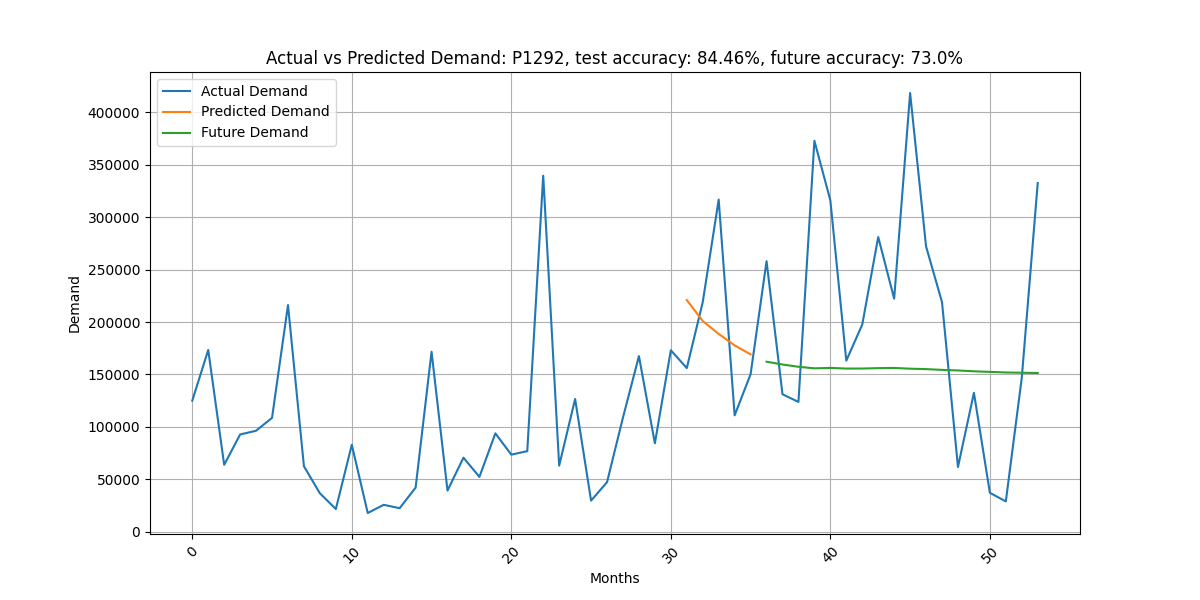 Actual vs Predicted Demand: P1292, test accuracy: 84.46%, future accuracy: 73.0%
Actual Demand
Predicted Demand
Future Demand
400000
350000
300000
250000
200000
150000
100000
50000
0
Demand
0
10
20
30
40
50
Months